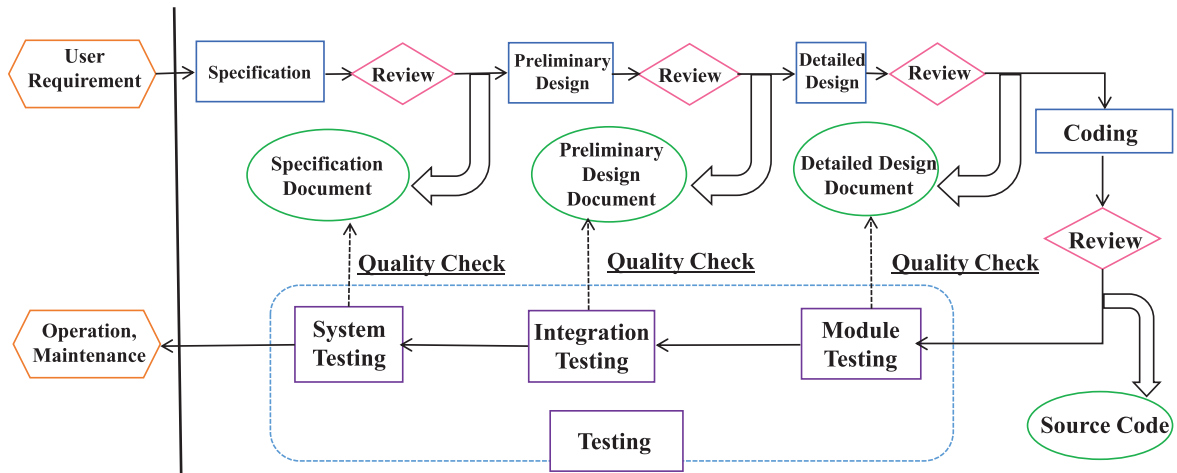 User
Requirement
Specification
Review
Preliminary
Design
Review
Detailed
Design
Review
Coding
Specification
Document
Preliminary
Design
Document
Detailed Design
Document
Review
Quality Check
Quality Check
Quality Check
Operation,
Maintenance
System
Testing
Integration
Testing
Module
Testing
Source Code
Testing